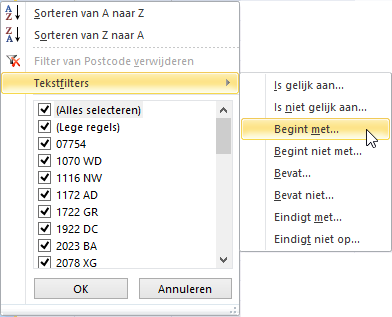 Sorteren van A naar Z
Sorteren van Z naar A
Filter van Postcode verwijderen
Tekstfilters
(Alles selecteren)
(Lege regels)
07754
1070 WD
1116 NW
1172 AD
1722 GR
1922 DC
2023 BA
2078 XG
OK
Annuleren
Is gelijk aan...
Is niet gelijk aan...
Begint met...
Begint niet met...
Bevat...
Bevat niet...
Eindigt met...
Eindigt niet op...